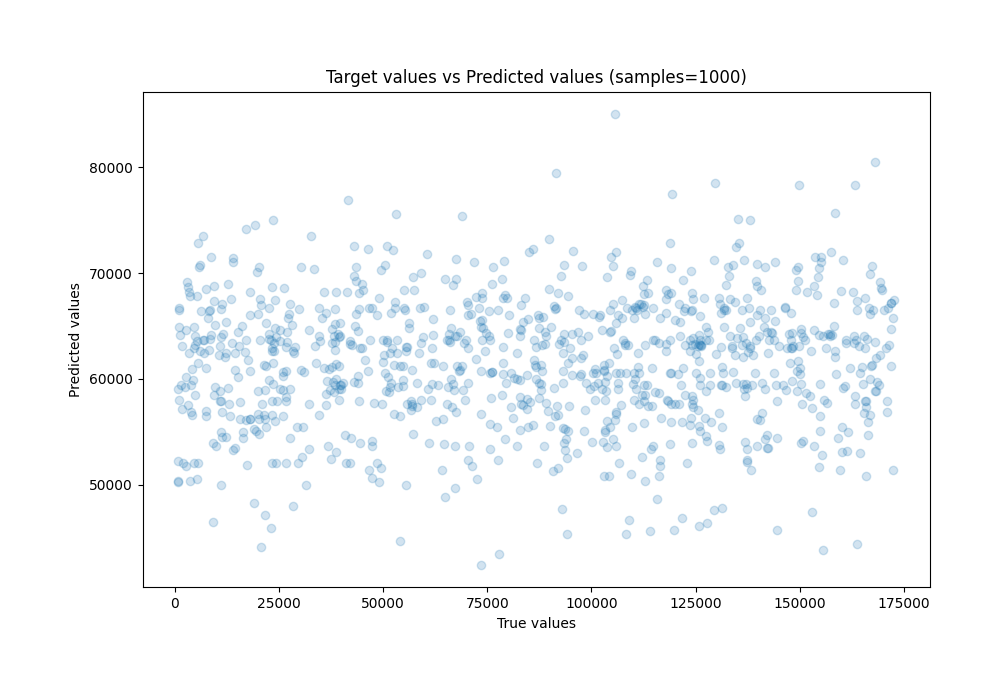 Target values vs Predicted values (samples=1000)
80000
70000
60000
50000
Predicted values
0 25000 50000 75000 100000 125000 150000 175000
True values